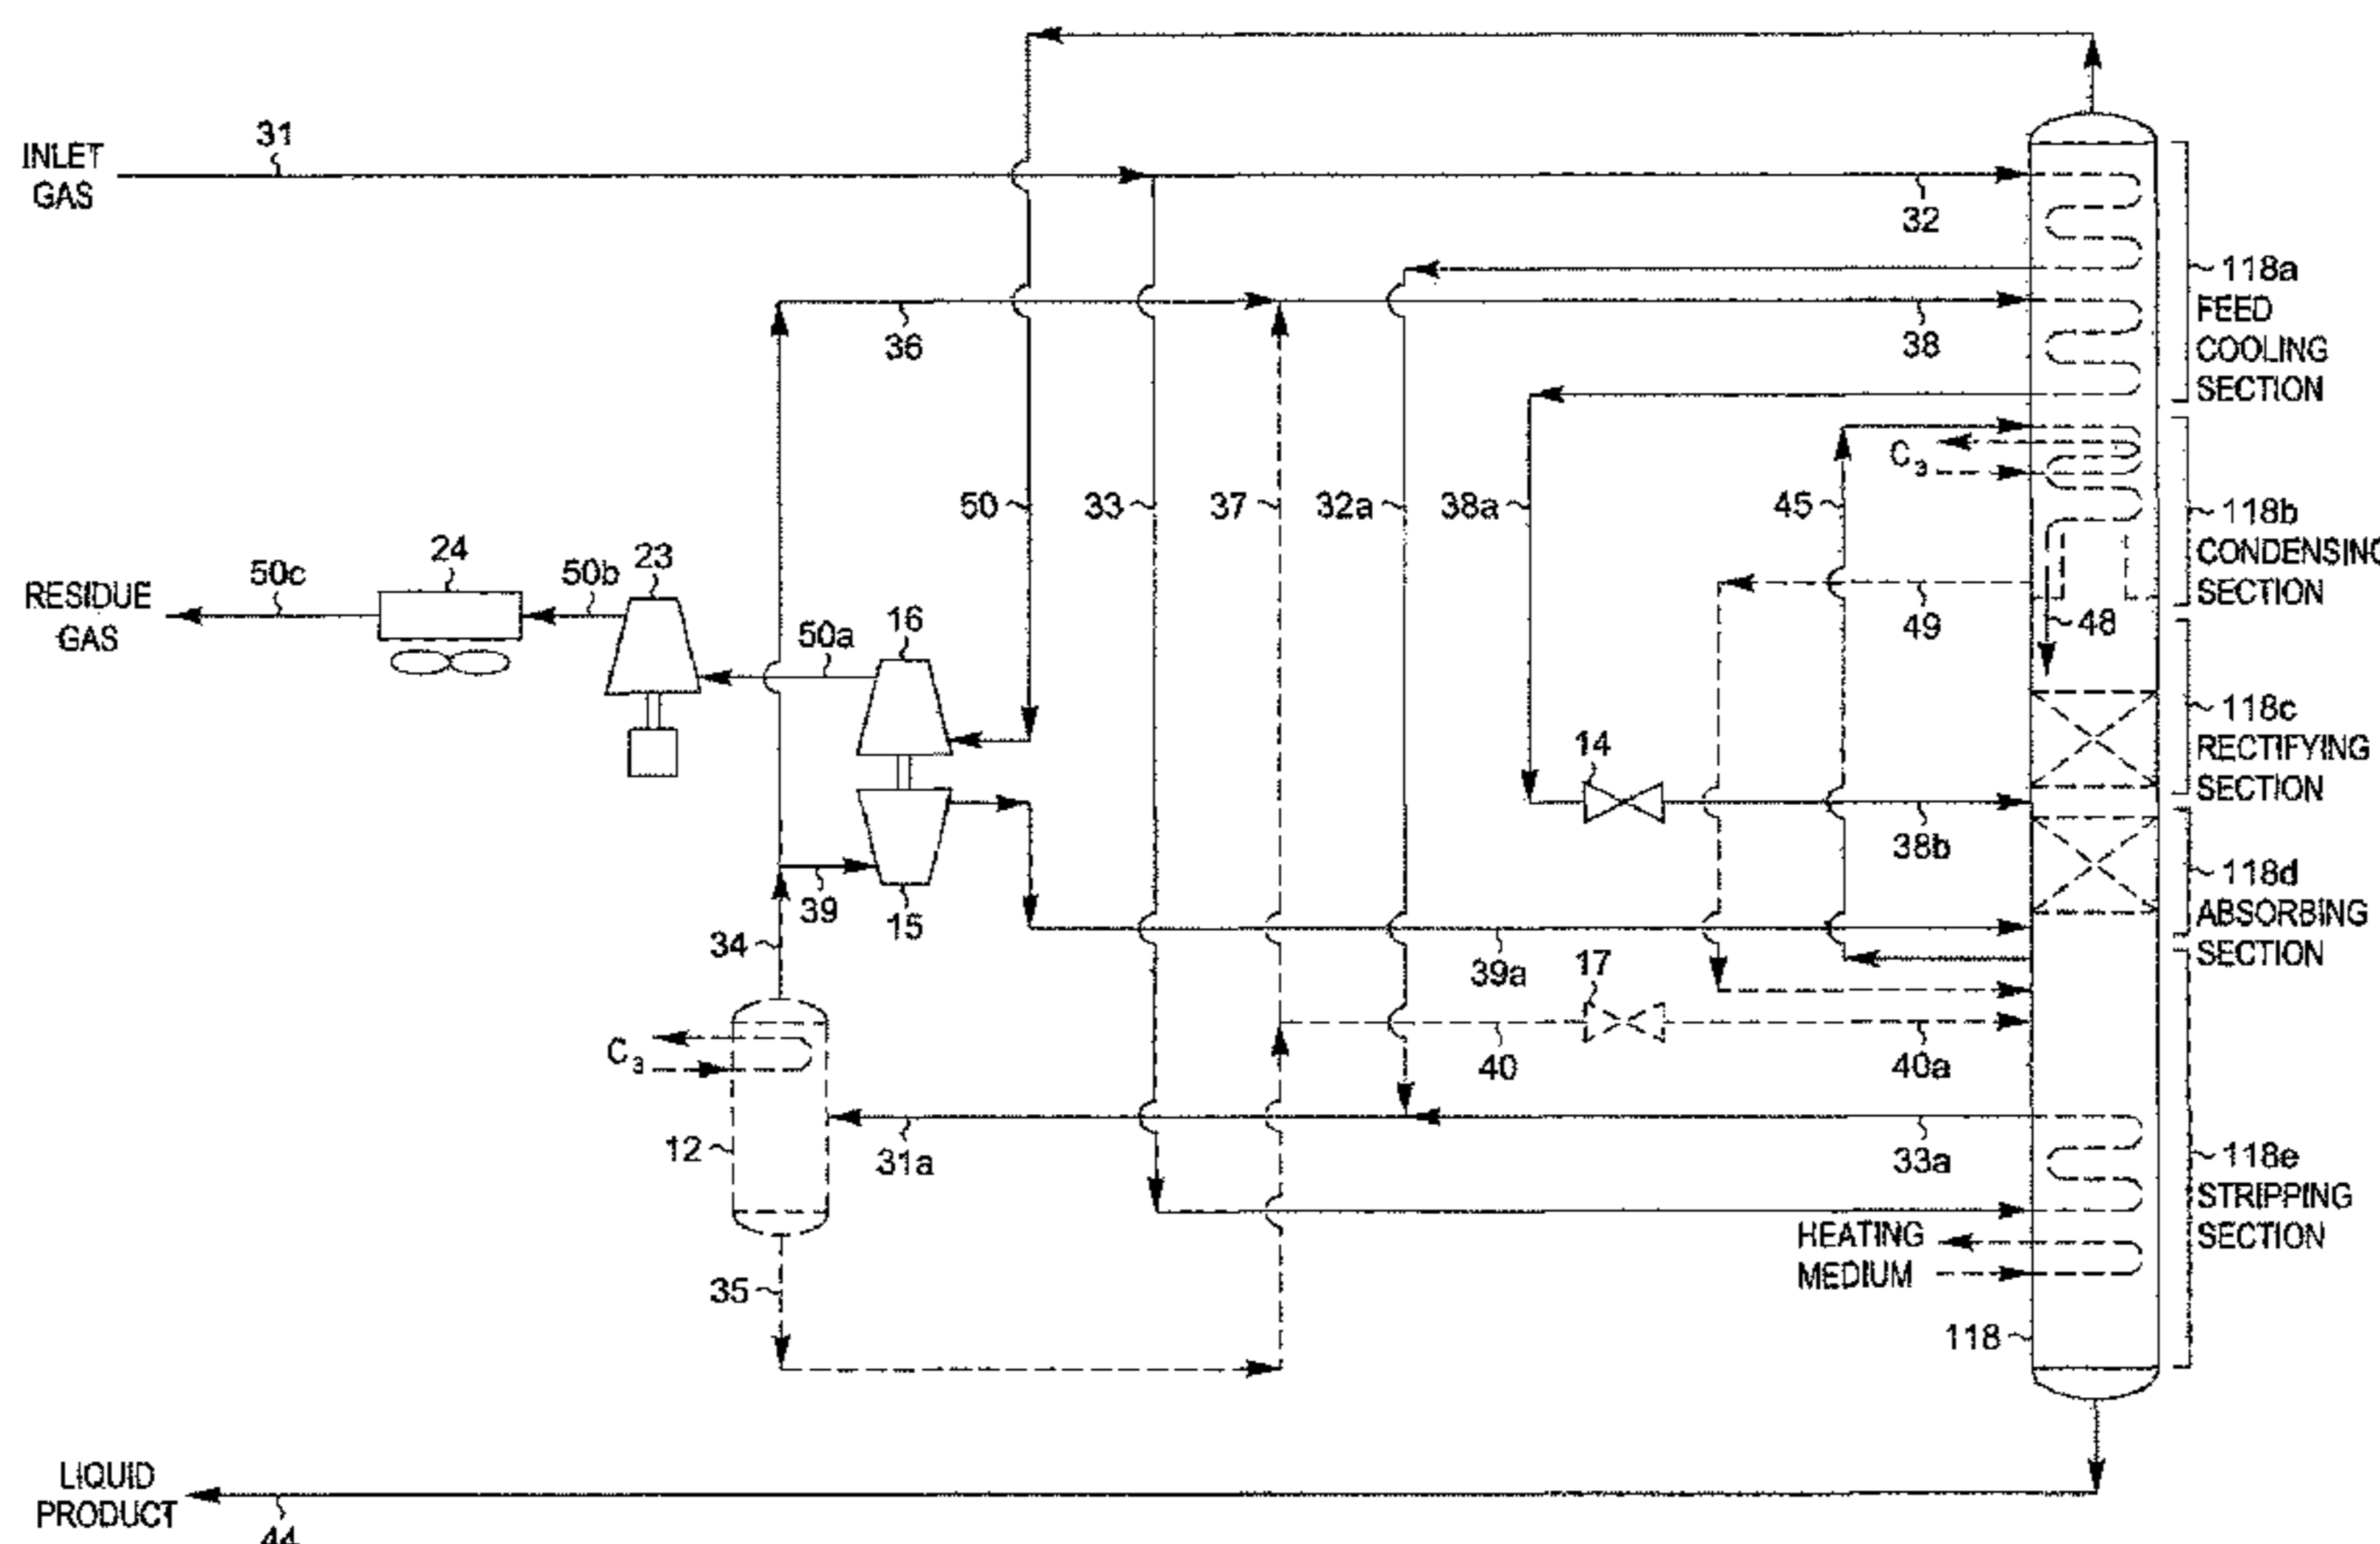 31
INLET
GAS
32
118a
FEED
COOLING
SECTION
36
38
C3
50
33
37
32a
38a
45
118b
CONDENSING
SECTION
24
23
50c
50b
RESIDUE
GAS
16
50a
49
48
118c
RECTIFYING
SECTION
14
38b
39
15
118d
ABSORBING
SECTION
34
39a
17
C3
40
40a
12
31a
33a
118e
STRIPPING
SECTION
HEATING
MEDIUM
35
118
LIQUID
PRODUCT
44